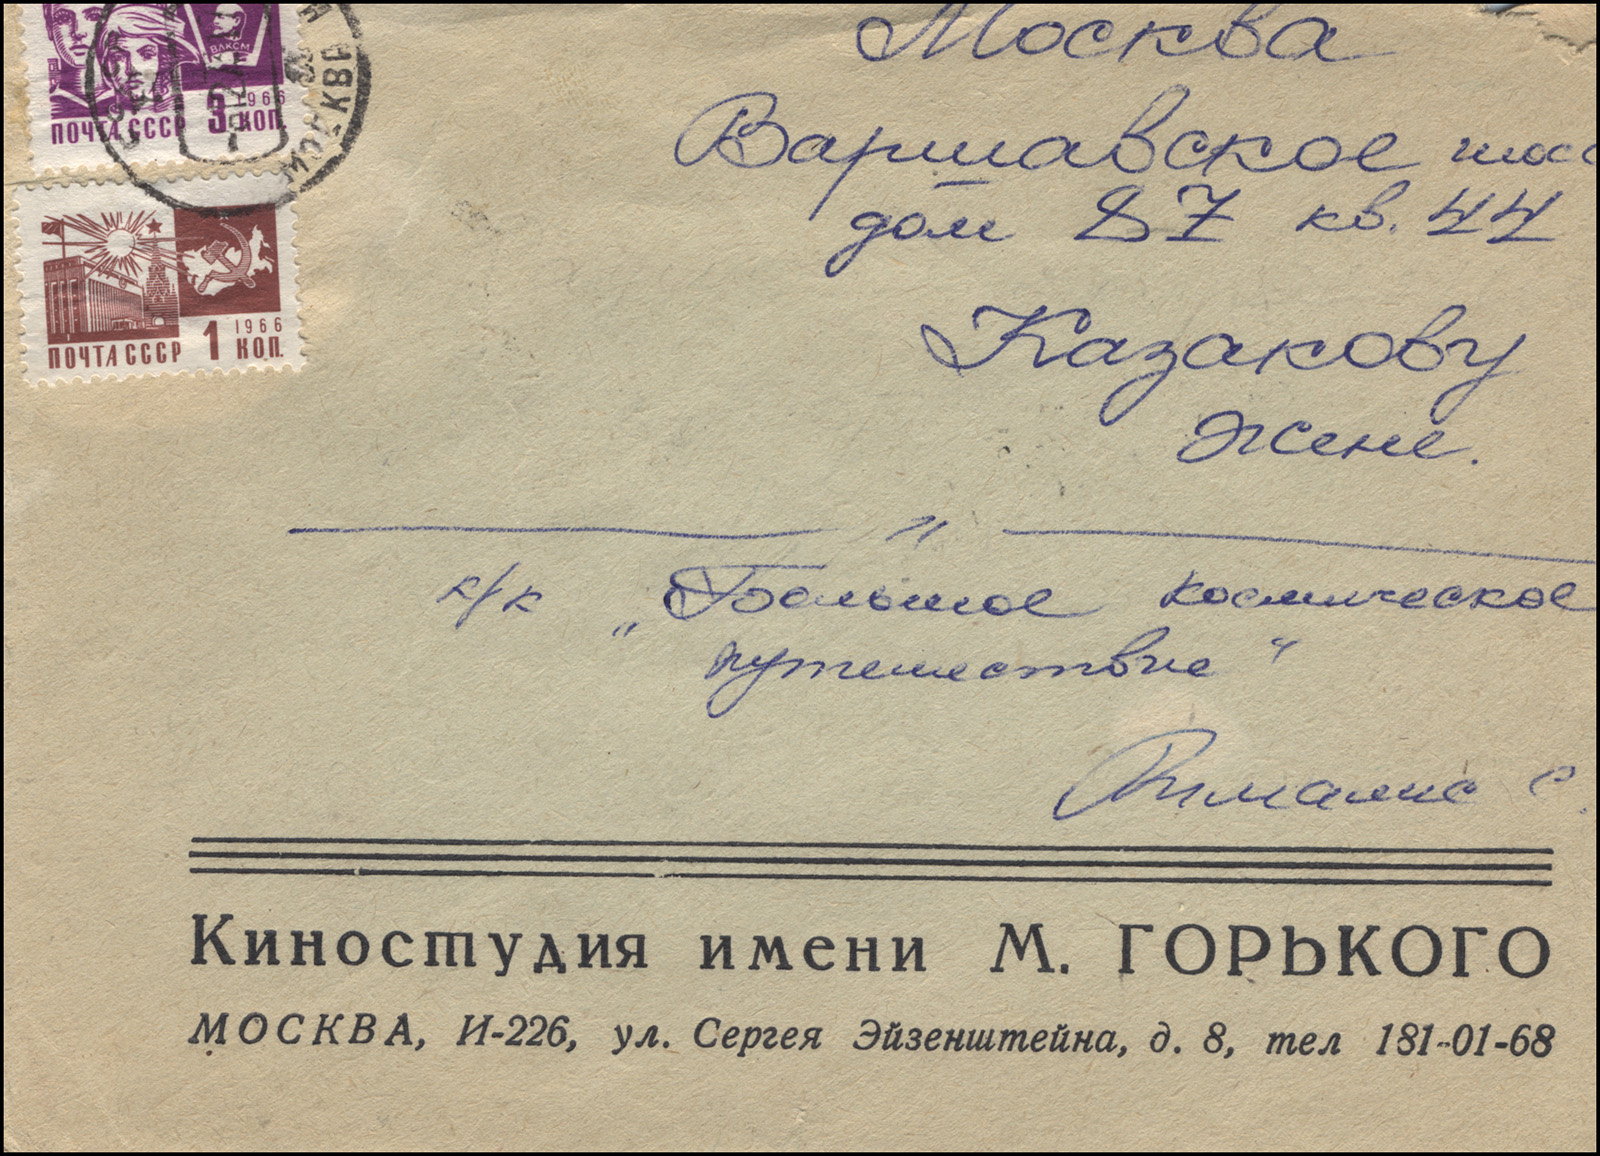 Москва
Варшавское шос
дом 87 кв. 44
Казакову
Жене.
к/к „Большое космическое
путешествие“
ВЛКСМ
1966
ПОЧТА СССР 3 КОП.
МОСКВА
1966
ПОЧТА СССР 1 КОП.
Киностудия имени М. ГОРЬКОГО
МОСКВА, И-226, ул. Сергея Эйзенштейна, д. 8, тел 181-01-68